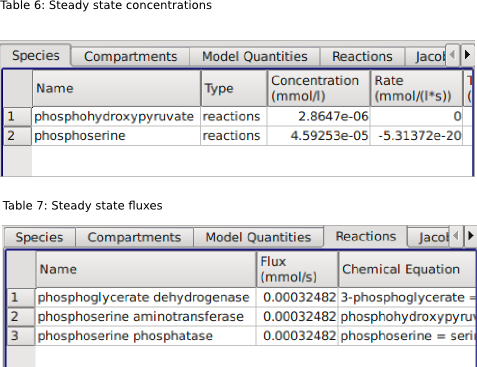 Table 6: Steady state concentrations
Species Compartments Model Quantities Reactions Jacol
Name Type Concentration (mmol/l) Rate (mmol/(l*s)) T (
1 phosphohydroxypyruvate reactions 2.8647e-06 0
2 phosphoserine reactions 4.59253e-05 -5.31372e-20
Table 7: Steady state fluxes
Species Compartments Model Quantities Reactions Jacol
Name Flux (mmol/s) Chemical Equation
1 phosphoglycerate dehydrogenase 0.00032482 3-phosphoglycerate =
2 phosphoserine aminotransferase 0.00032482 phosphohydroxypyruv
3 phosphoserine phosphatase 0.00032482 phosphoserine = seri